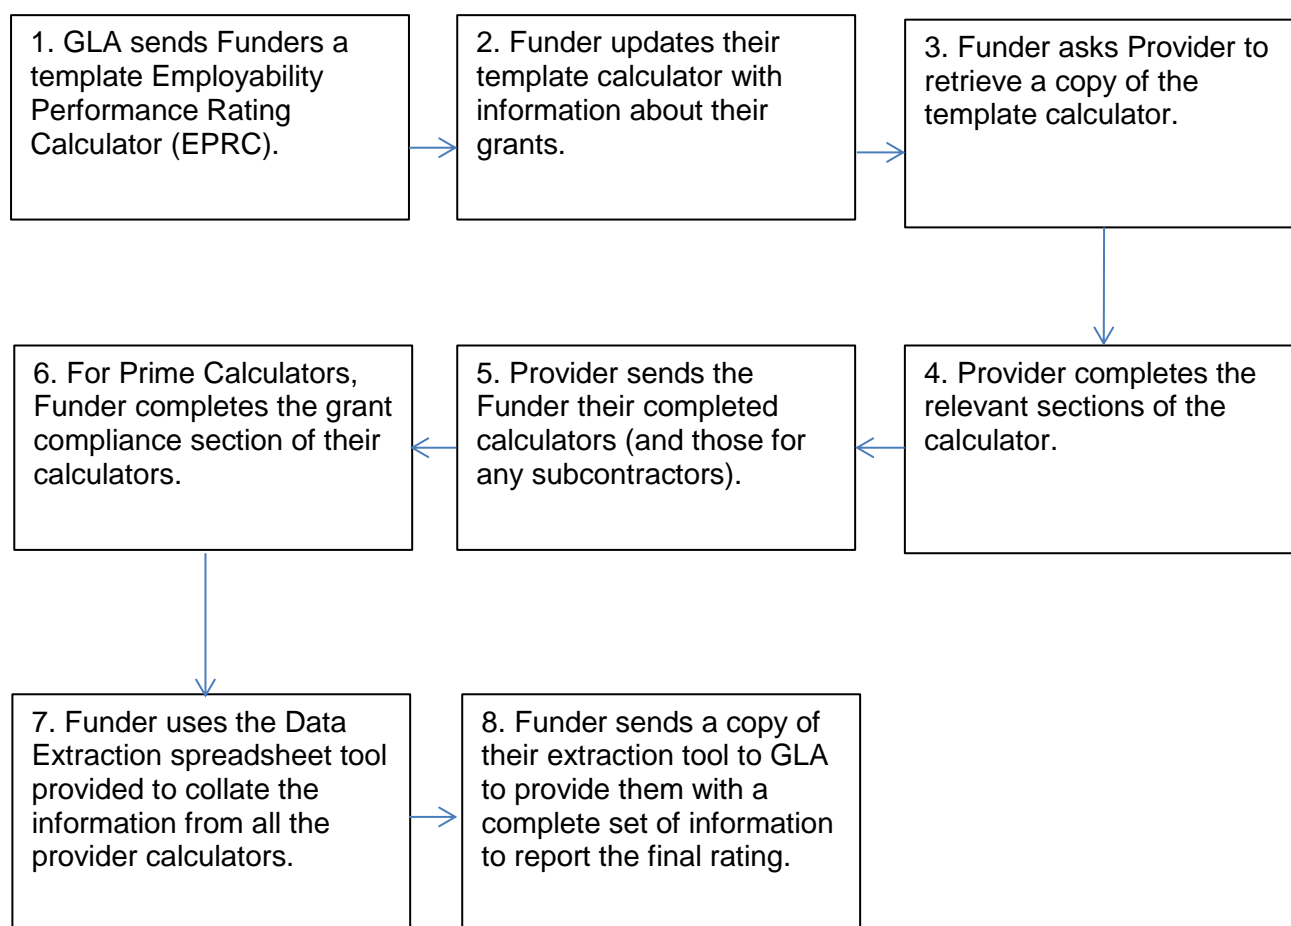 1. GLA sends Funders a
template Employability
Performance Rating
Calculator (EPRC).
2. Funder updates their
template calculator with
information about their
grants.
3. Funder asks Provider to
retrieve a copy of the
template calculator.
4. Provider completes the
relevant sections of the
calculator.
5. Provider sends the
Funder their completed
calculators (and those for
any subcontractors).
6. For Prime Calculators,
Funder completes the grant
compliance section of their
calculators.
7. Funder uses the Data
Extraction spreadsheet tool
provided to collate the
information from all the
provider calculators.
8. Funder sends a copy of
their extraction tool to GLA
to provide them with a
complete set of information
to report the final rating.